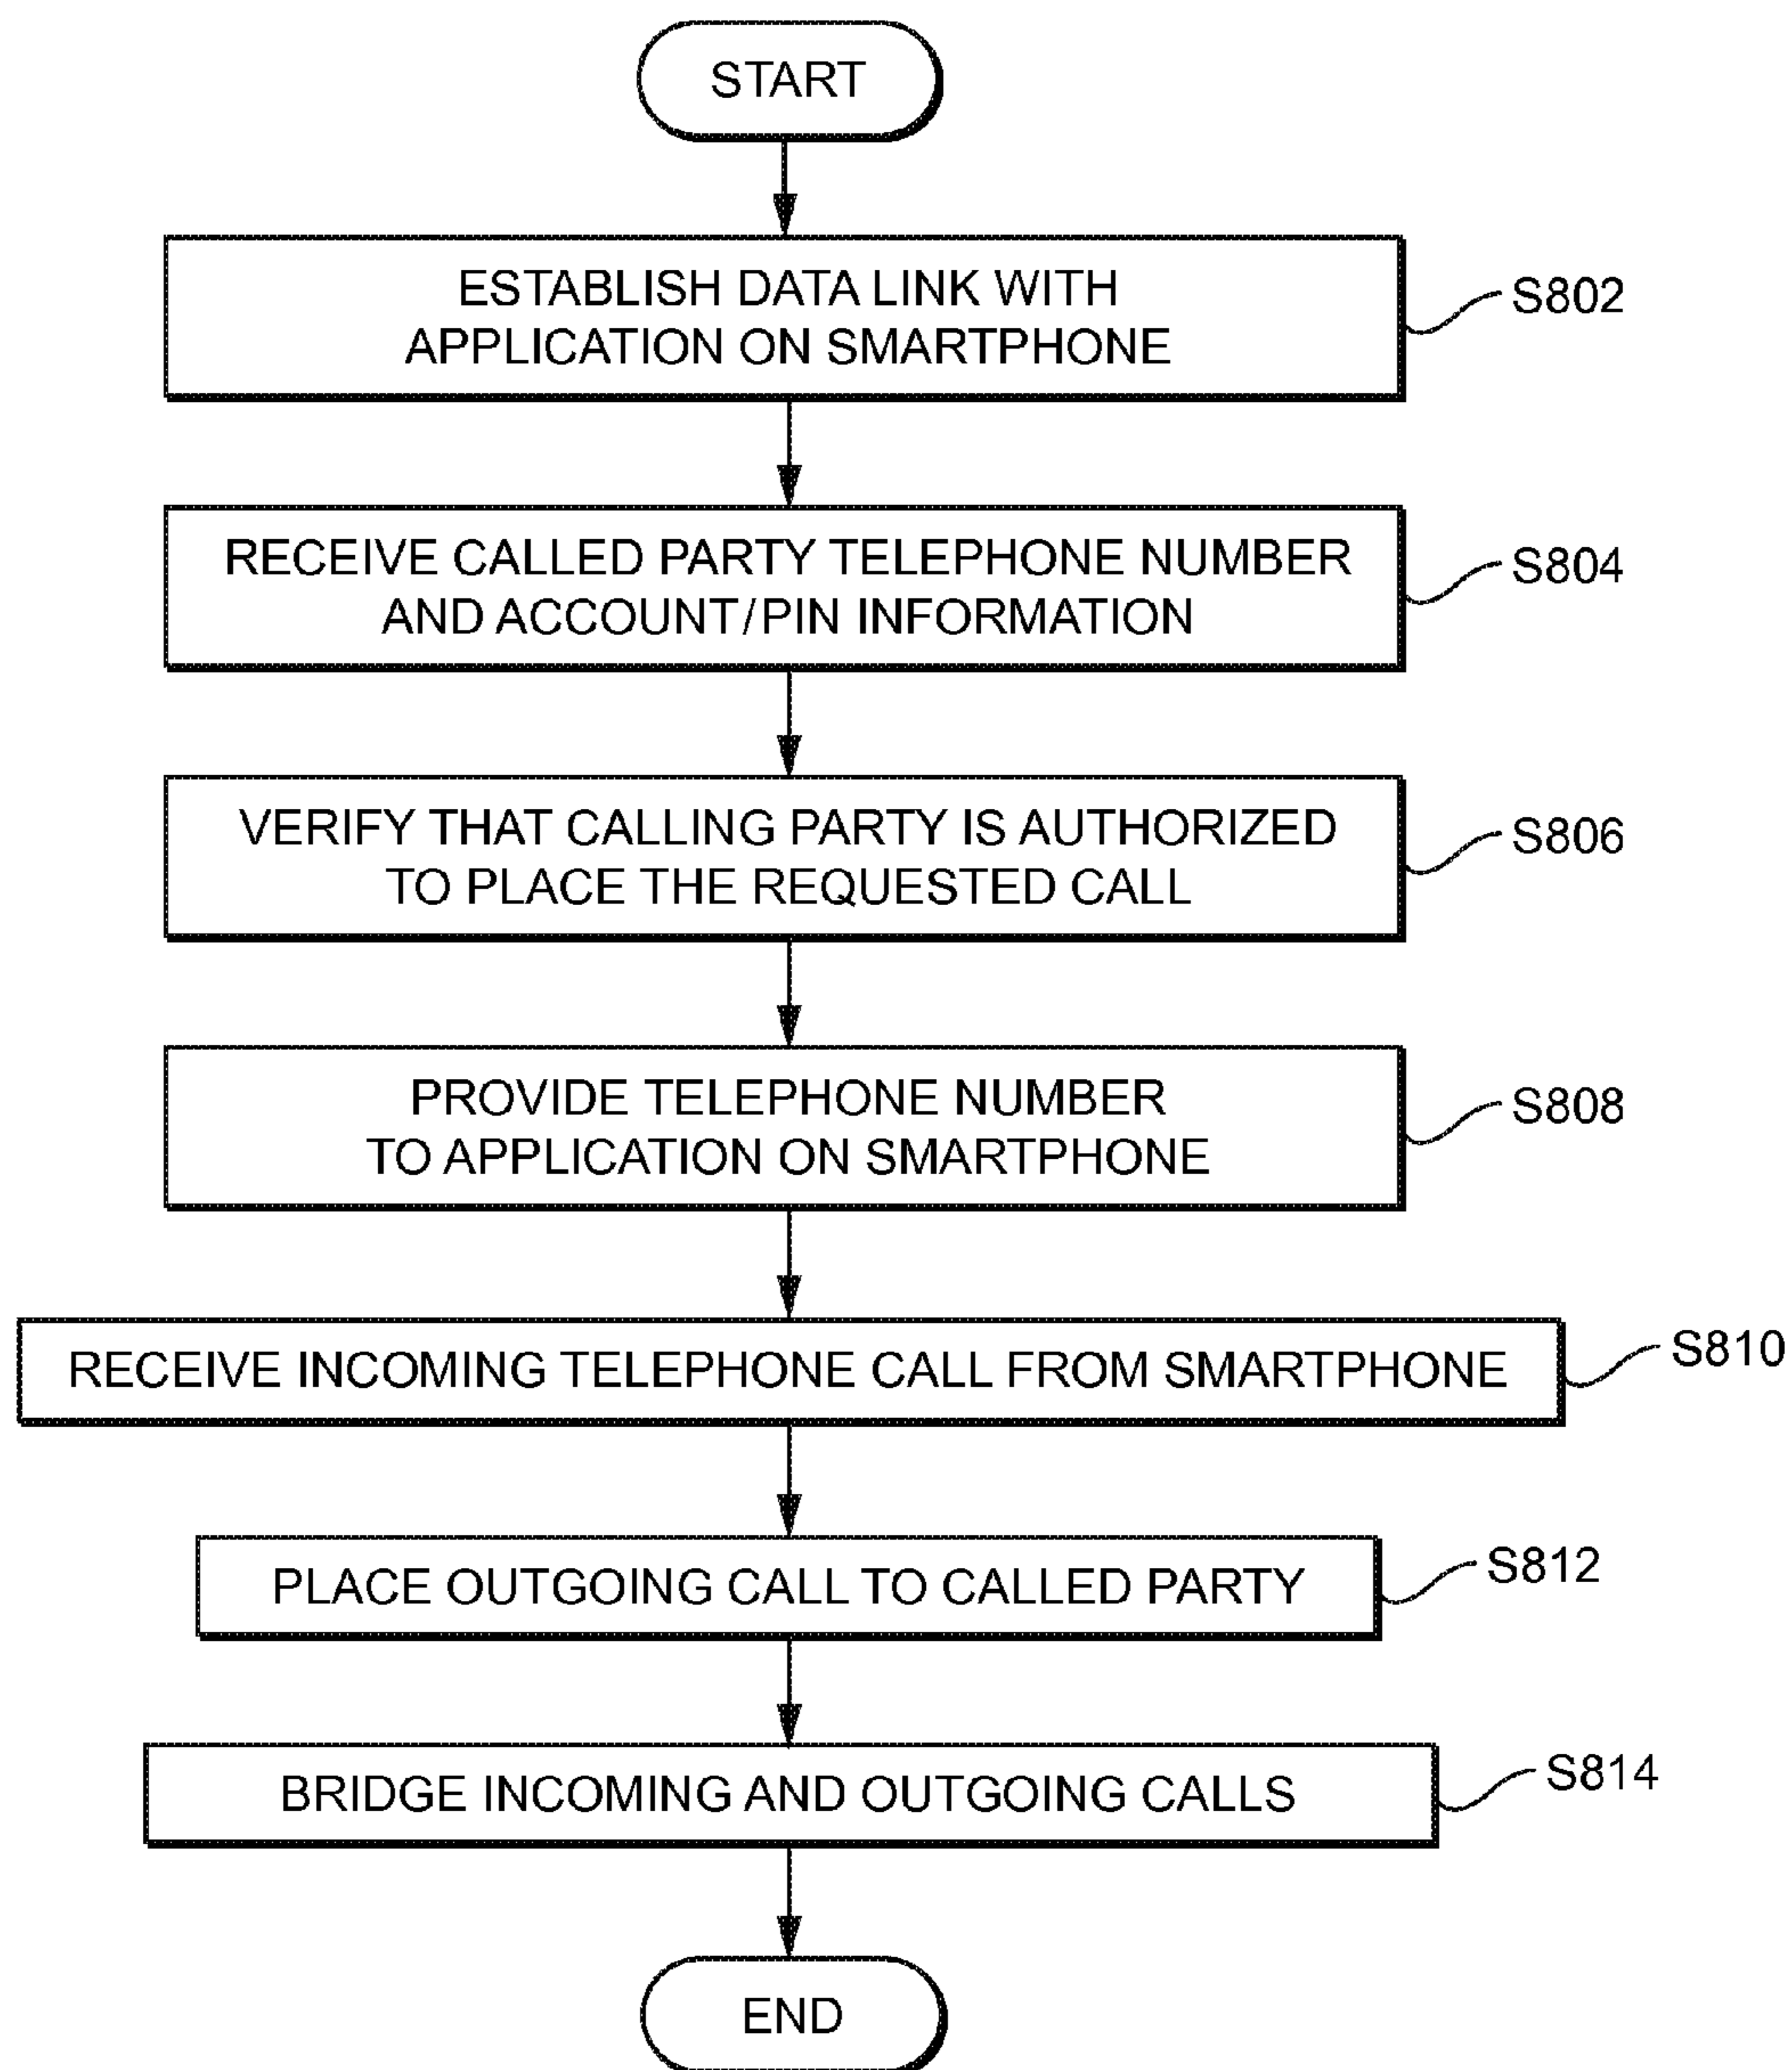 START
ESTABLISH DATA LINK WITH
APPLICATION ON SMARTPHONE
S802
RECEIVE CALLED PARTY TELEPHONE NUMBER
AND ACCOUNT/PIN INFORMATION
S804
VERIFY THAT CALLING PARTY IS AUTHORIZED
TO PLACE THE REQUESTED CALL
S806
PROVIDE TELEPHONE NUMBER
TO APPLICATION ON SMARTPHONE
S808
RECEIVE INCOMING TELEPHONE CALL FROM SMARTPHONE
S810
PLACE OUTGOING CALL TO CALLED PARTY
S812
BRIDGE INCOMING AND OUTGOING CALLS
S814
END